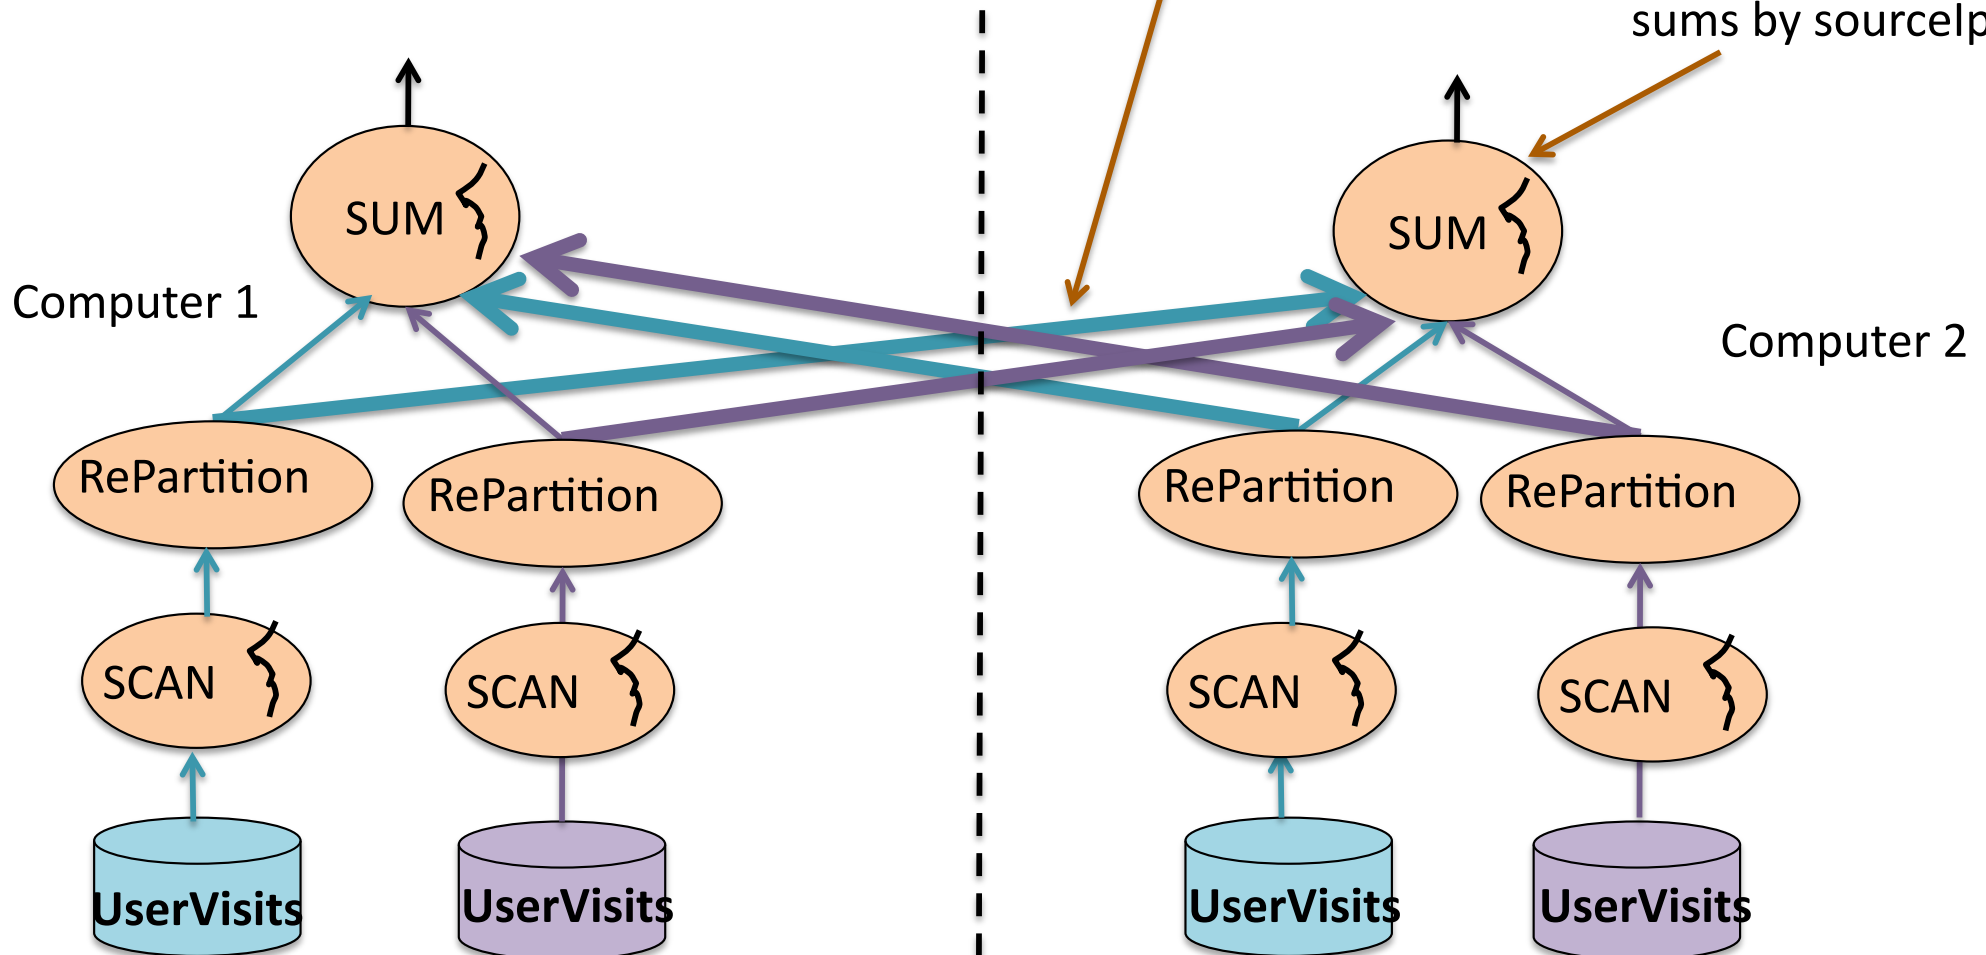 sums by sourceIp
SUM
SUM
Computer 1
Computer 2
RePartition
RePartition
RePartition
RePartition
SCAN
SCAN
SCAN
SCAN
UserVisits
UserVisits
UserVisits
UserVisits